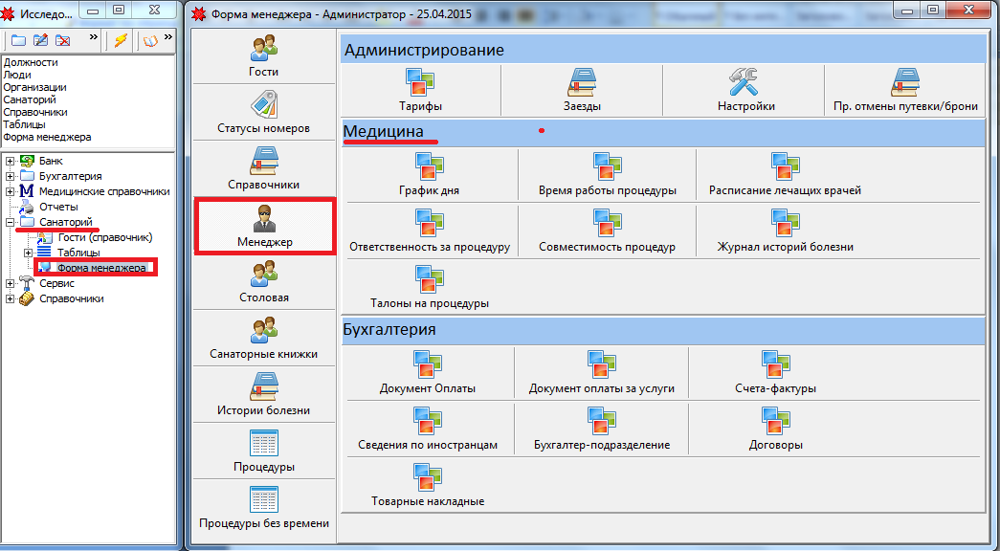 Исследо...
Должности
Люди
Организации
Санаторий
Справочники
Таблицы
Форма менеджера
Банк
Бухгалтерия
Медицинские справочники
Отчеты
Санаторий
Гости (справочник)
Таблицы
Форма менеджера
Сервис
Справочники
Форма менеджера - Администратор - 25.04.2015
Гости
Статусы номеров
Справочники
Менеджер
Столовая
Санаторные книжки
Истории болезни
Процедуры
Процедуры без времени
Администрирование
Тарифы Заезды Настройки Пр. отмены путевки/брони
Медицина
График дня Время работы процедуры Расписание лечащих врачей
Ответственность за процедуру Совместимость процедур Журнал историй болезни
Талоны на процедуры
Бухгалтерия
Документ Оплаты Документ оплаты за услуги Счета-фактуры
Сведения по иностранцам Бухгалтер-подразделение Договоры
Товарные накладные